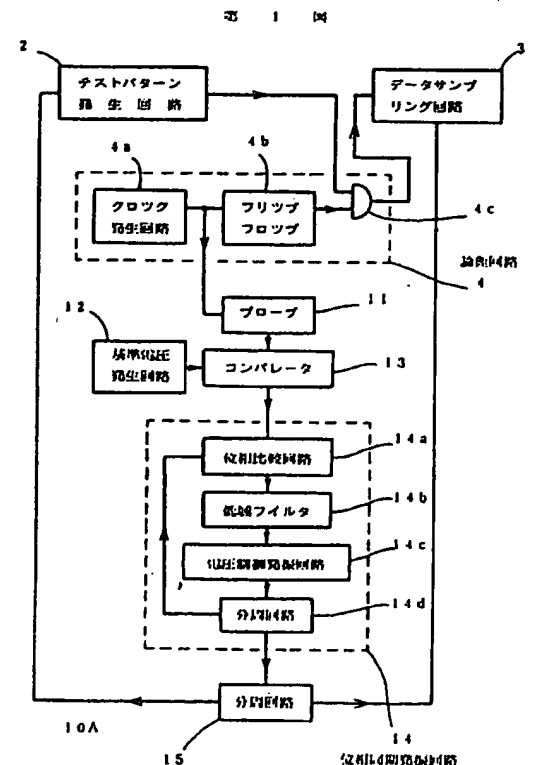 第 1 図
2
3
テストパターン
発 生 回 路
データサンプ
リング回路
4a
4b
クロック
発生回路
フリップ
フロップ
4c
論理回路
4
12
プローブ
11
基準電圧
発生回路
コンパレータ
13
位相比較回路
14a
低域フイルタ
14b
電圧制御発振回路
14c
分周回路
14d
分周回路
10A
15
14
位相同期発振回路